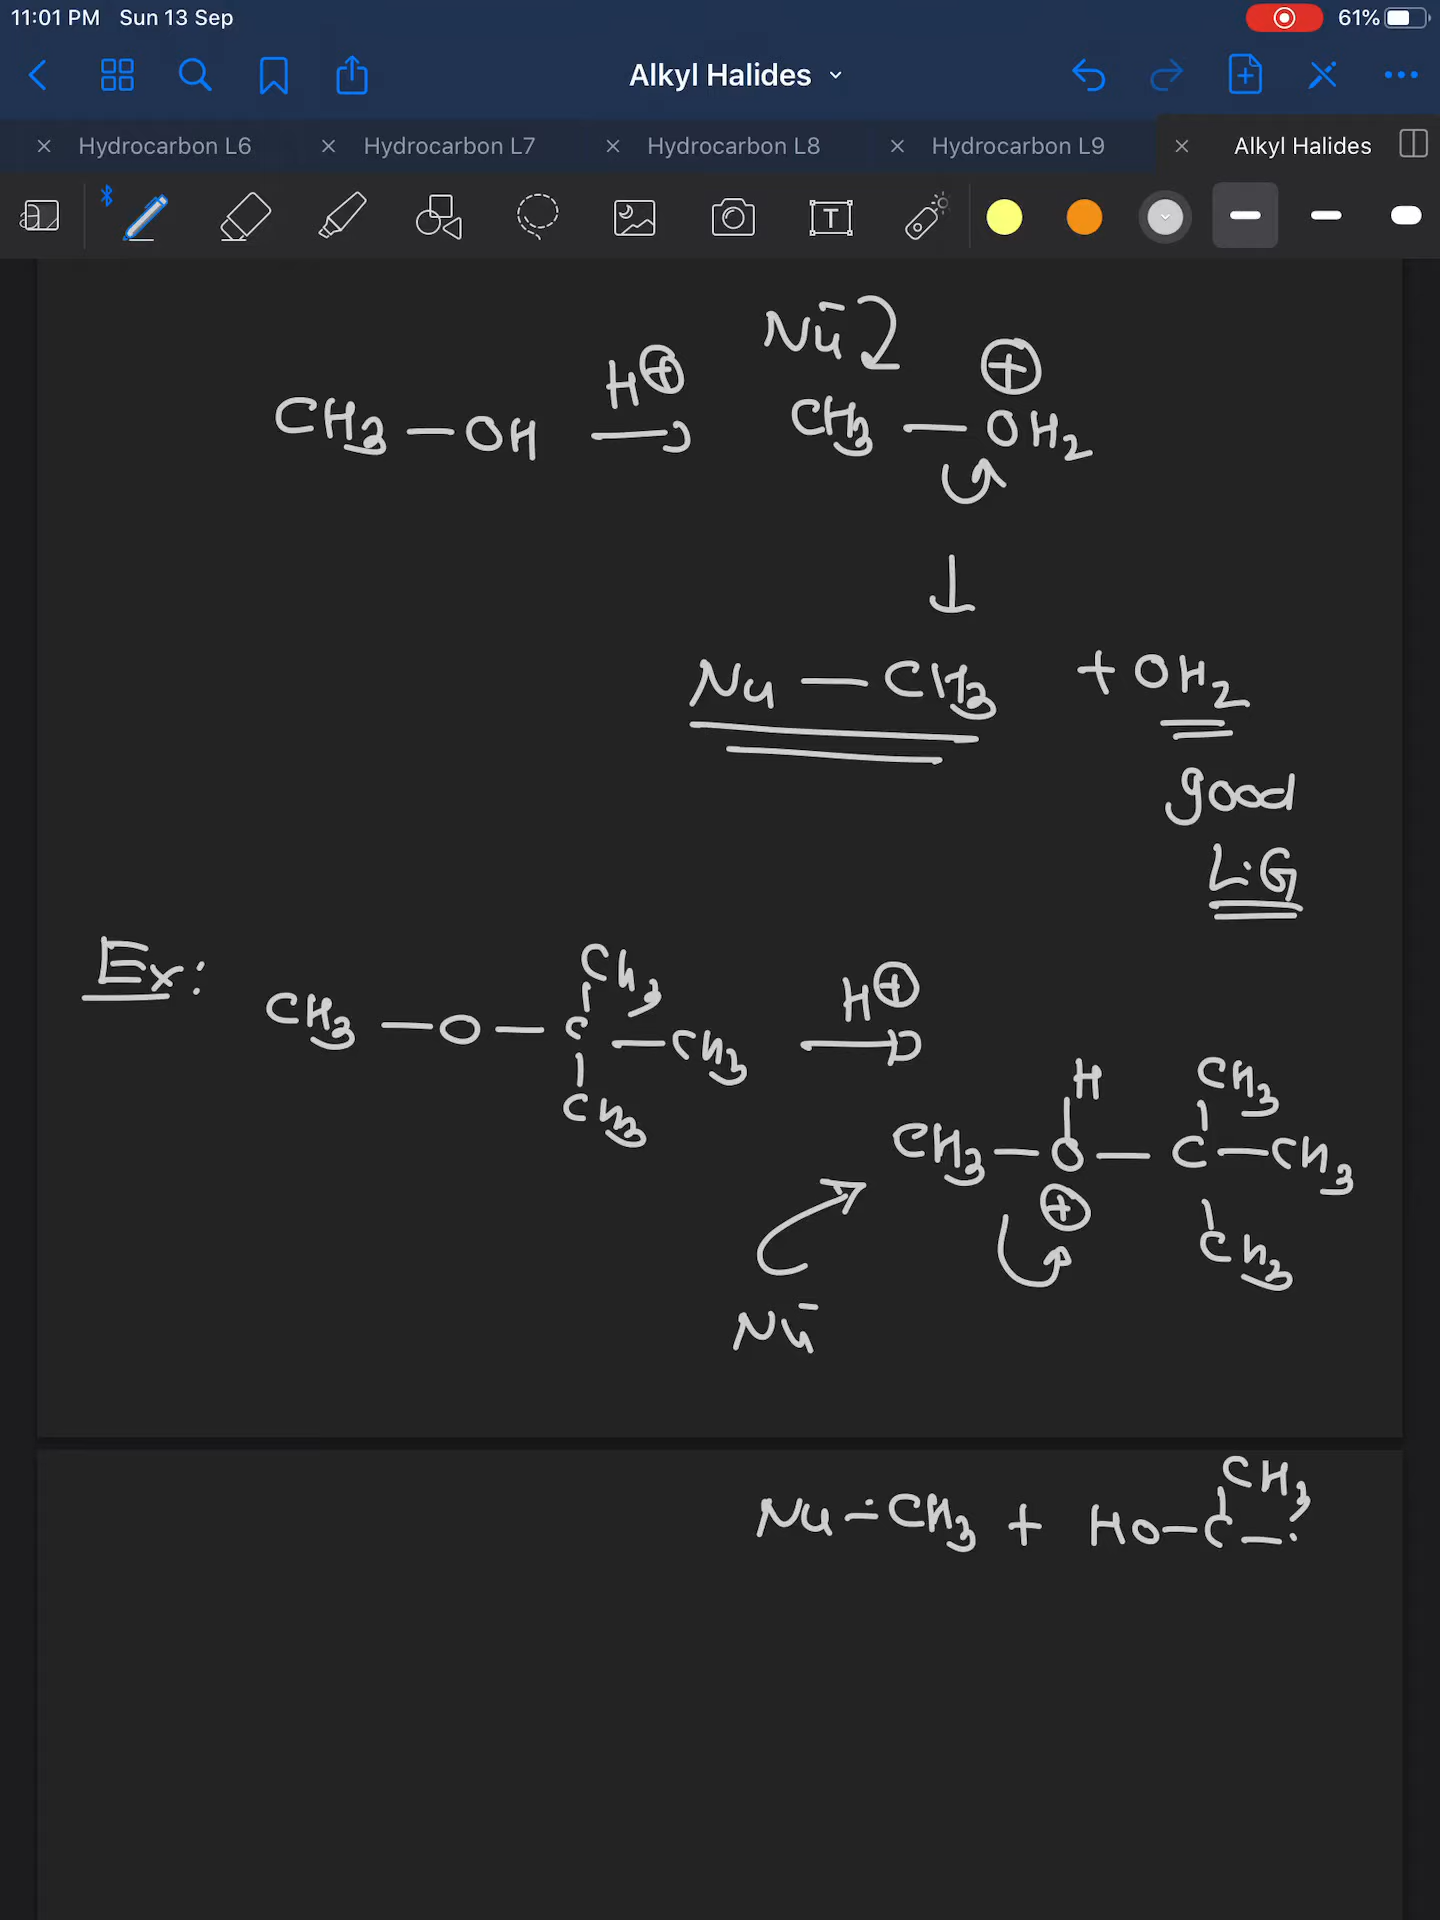 11:01 PM Sun 13 Sep 61%
Alkyl Halides
Hydrocarbon L6 Hydrocarbon L7 Hydrocarbon L8 Hydrocarbon L9 Alkyl Halides
Nu⁻
CH₃—OH H⊕ → CH₃—OH₂ ⊕
↓
Nu—CH₃ + OH₂
good
L.G
Ex:
CH₃
CH₃—O—C—CH₃ H⊕ →
CH₃
H CH₃
CH₃—O—C—CH₃
⊕ CH₃
Nu⁻
CH₃
Nu—CH₃ + HO—C—